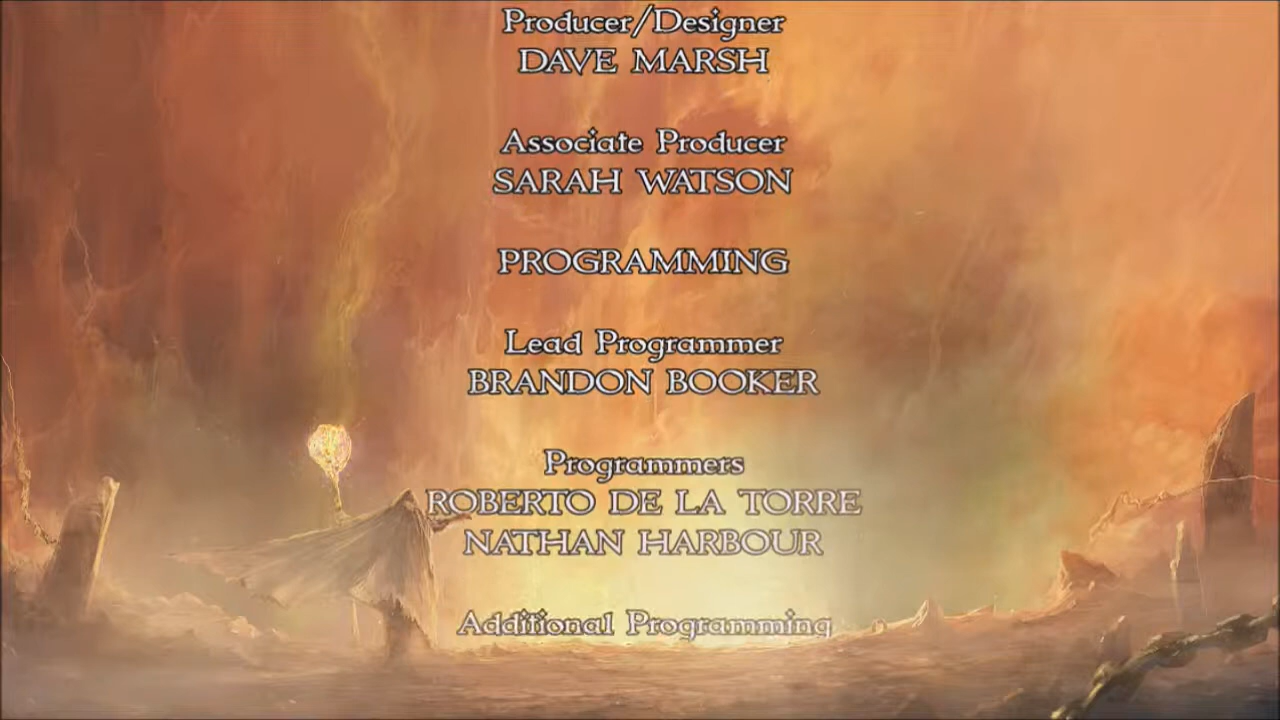 Producer/Designer
DAVE MARSH
Associate Producer
SARAH WATSON
PROGRAMMING
Lead Programmer
BRANDON BOOKER
Programmers
ROBERTO DE LA TORRE
NATHAN HARBOUR
Additional Programming